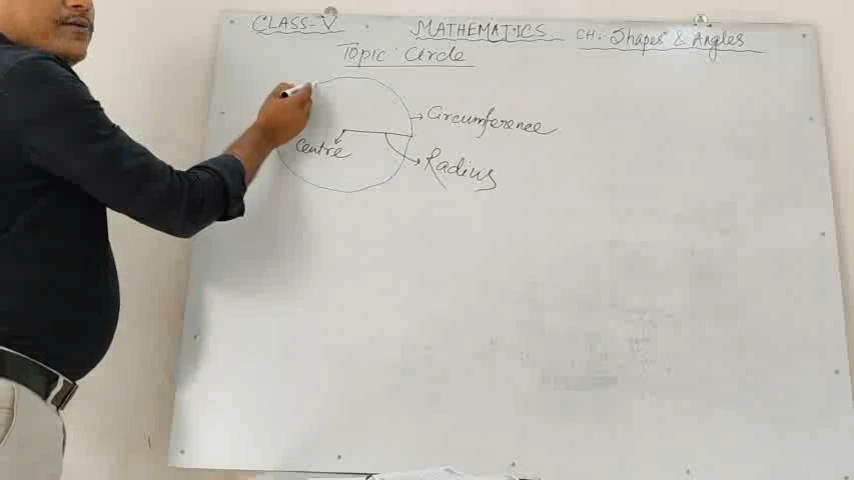 CLASS-V MATHEMATICS CH: Shapes & Angles
Topic: Circle
Circumference
Centre
Radius